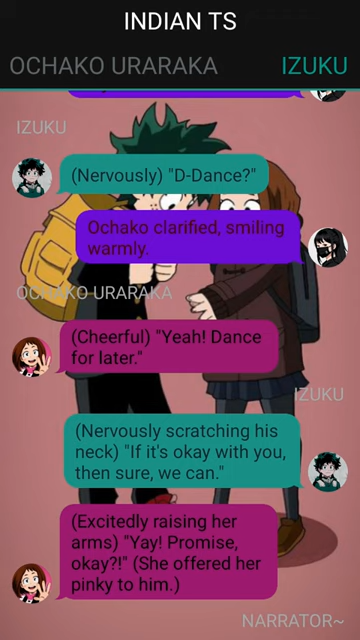 INDIAN TS
OCHAKO URARAKA
IZUKU
IZUKU
(Nervously) "D-Dance?"
Ochako clarified, smiling
warmly.
OCHAKO URARAKA
(Cheerful) "Yeah! Dance
for later."
IZUKU
(Nervously scratching his
neck) "If it's okay with you,
then sure, we can."
(Excitedly raising her
arms) "Yay! Promise,
okay?!" (She offered her
pinky to him.)
NARRATOR~